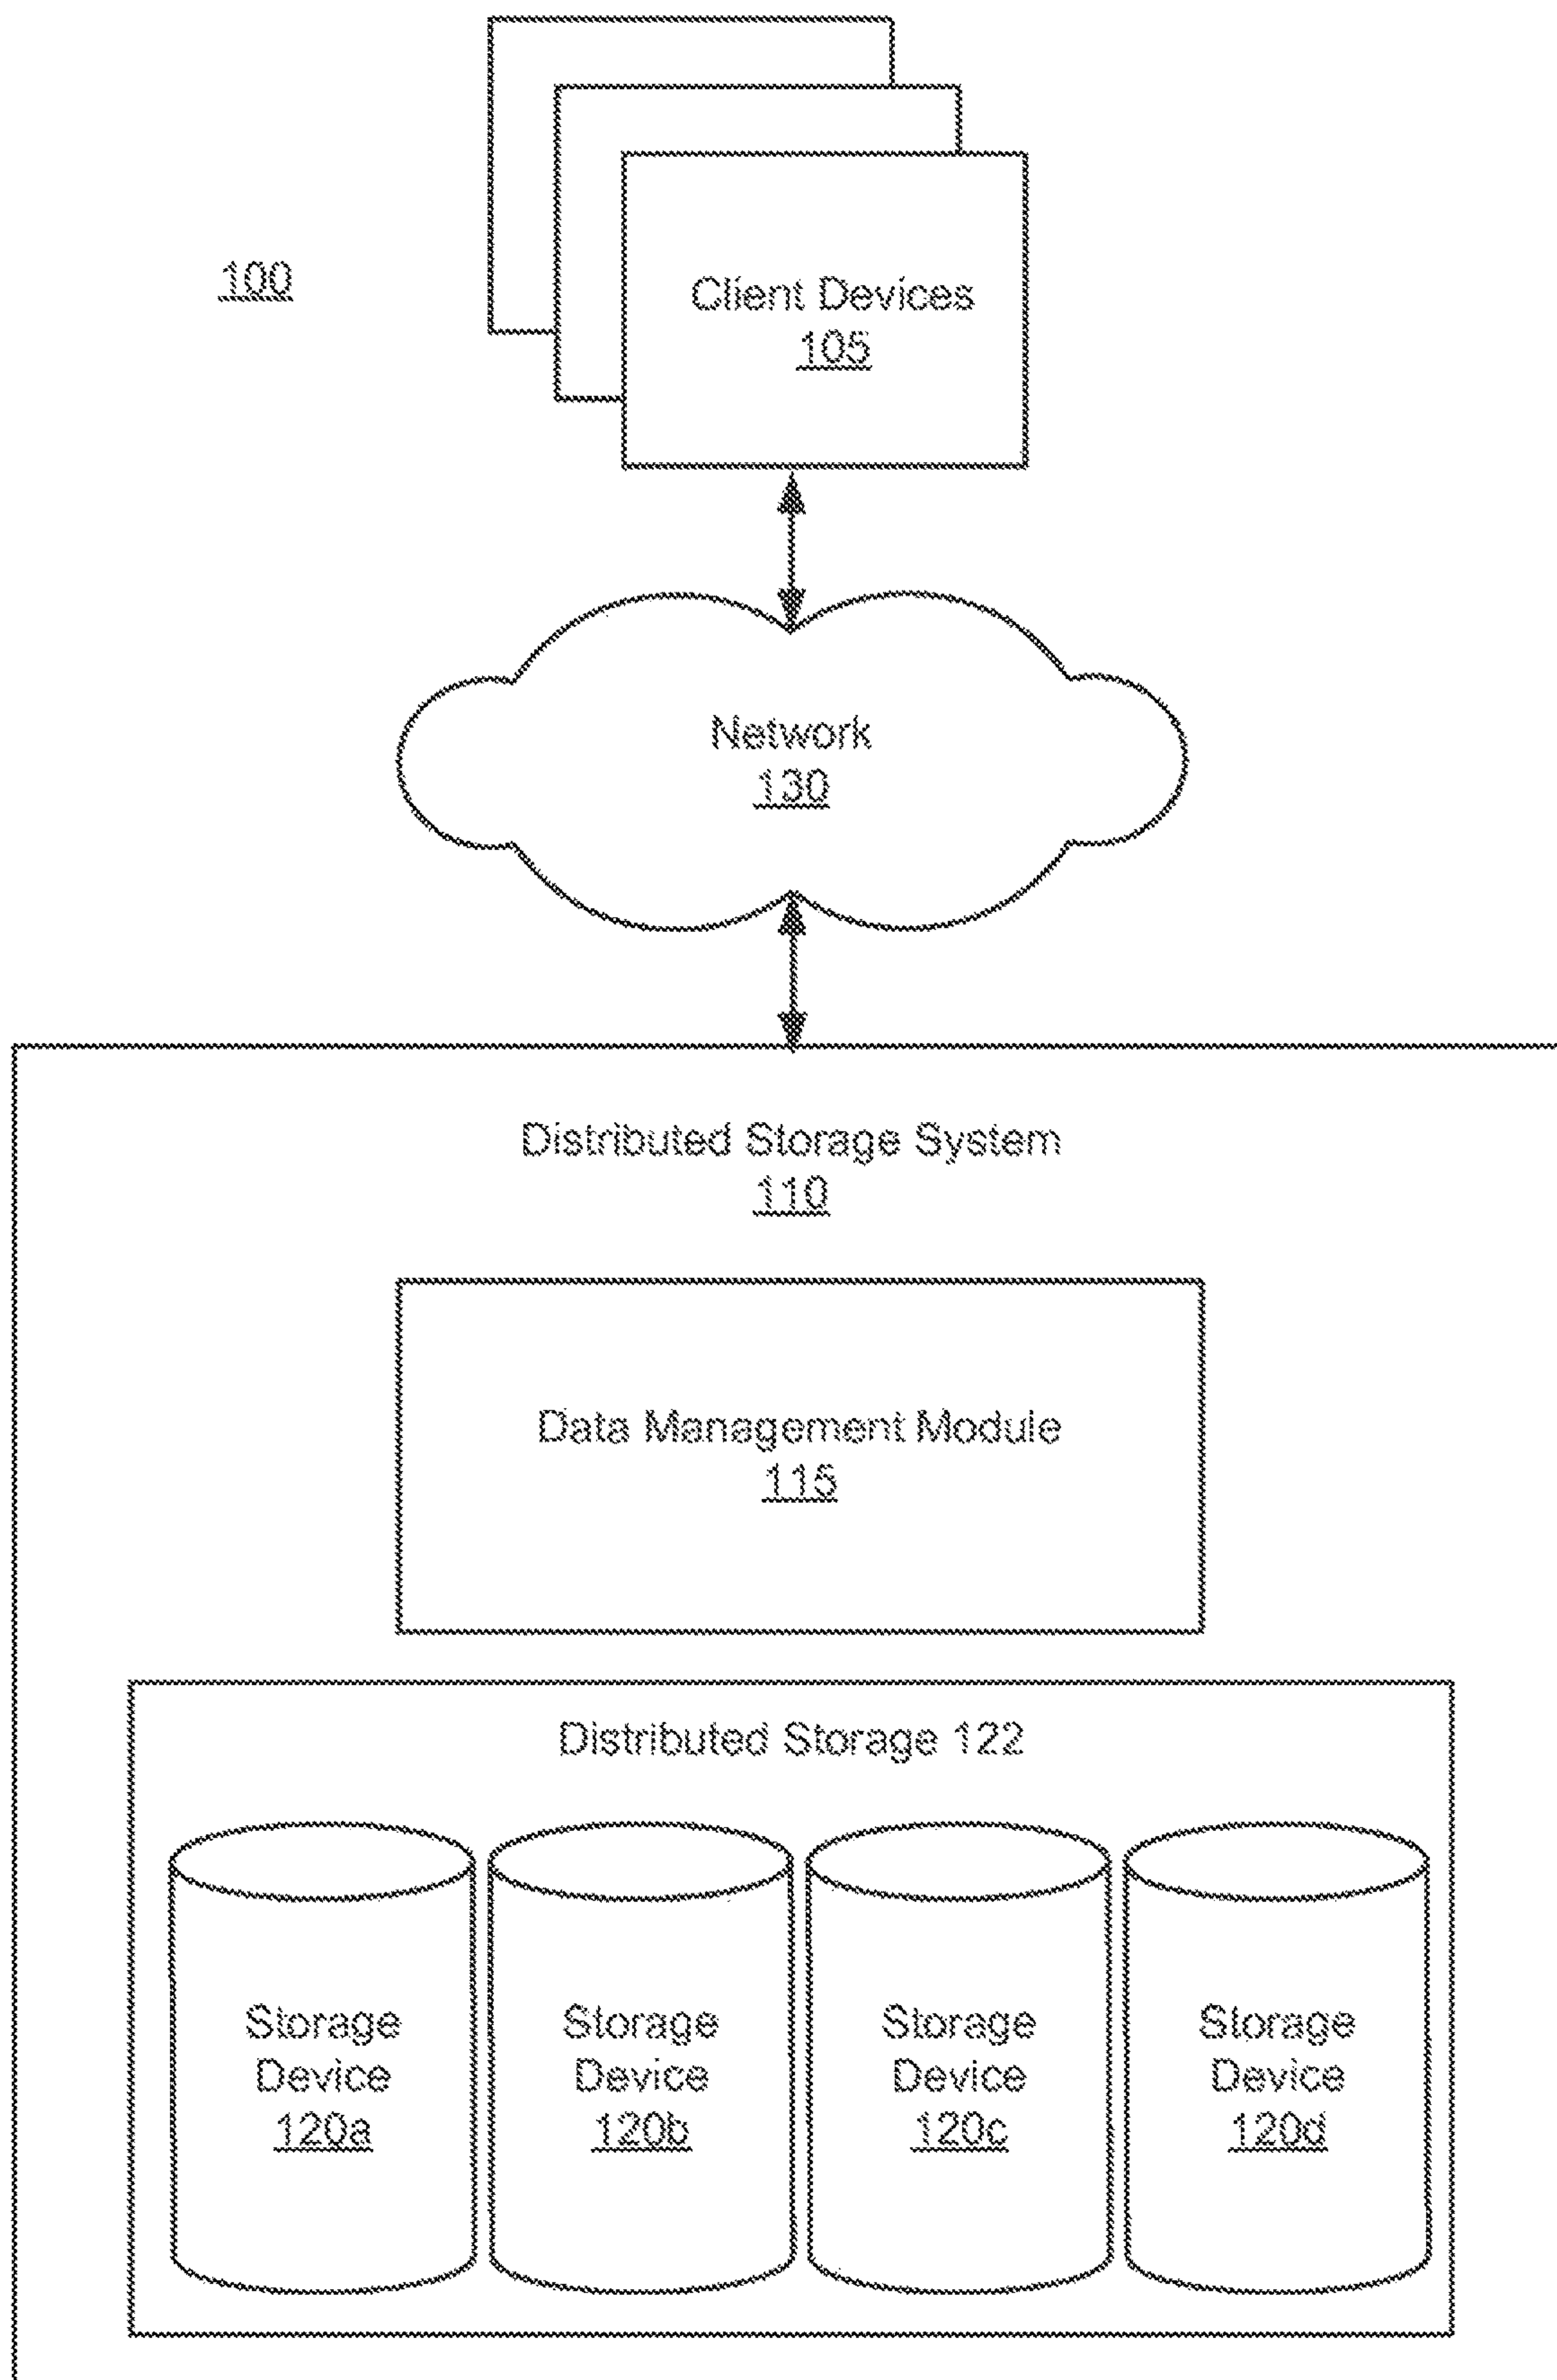 100
Client Devices
105
Network
130
Distributed Storage System
110
Data Management Module
115
Distributed Storage 122
Storage
Device
120a
Storage
Device
120b
Storage
Device
120c
Storage
Device
120d